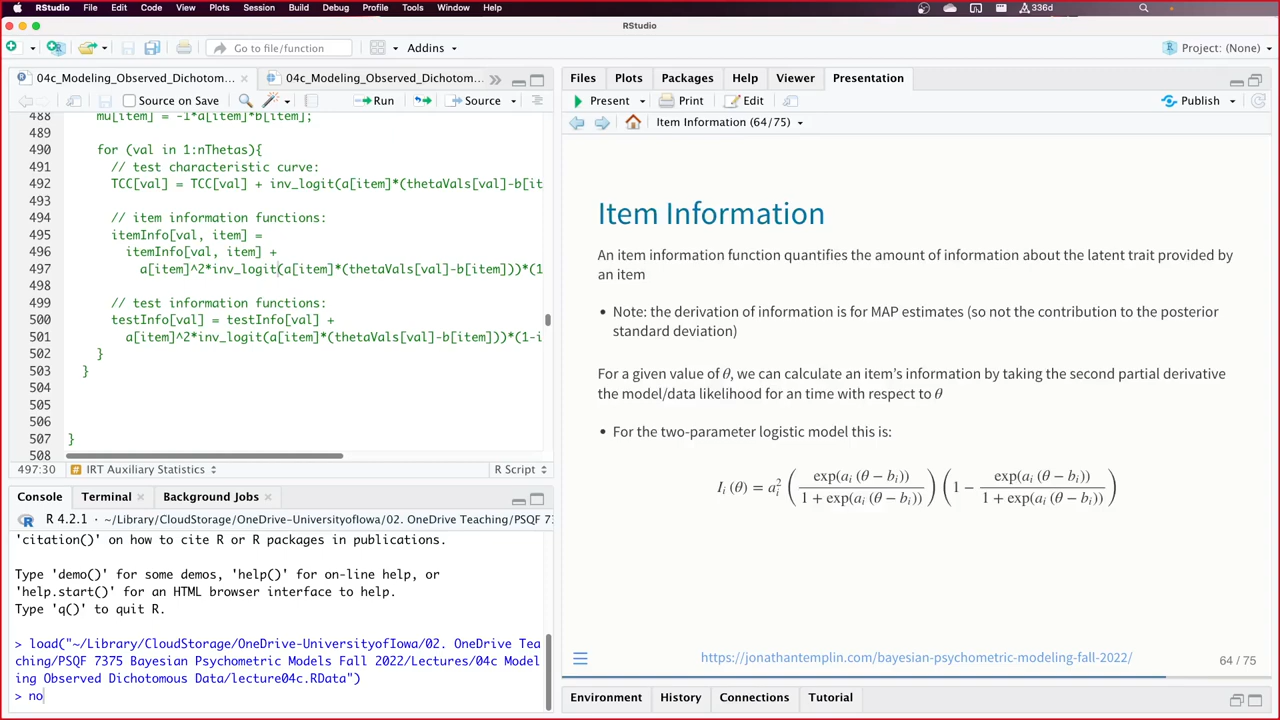 RStudio File Edit Code View Plots Session Build Debug Profile Tools Window Help 336d
RStudio
Go to file/function Addins Project: (None)
04c_Modeling_Observed_Dichotom... 04c_Modeling_Observed_Dichotom...
Source on Save Run Source
488 mu[item] = -1*a[item]*b[item];
489
490 for (val in 1:nThetas){
491 // test characteristic curve:
492 TCC[val] = TCC[val] + inv_logit(a[item]*(thetaVals[val]-b[it
493
494 // item information functions:
495 itemInfo[val, item] =
496 itemInfo[val, item] +
497 a[item]^2*inv_logit(a[item]*(thetaVals[val]-b[item]))*(1
498
499 // test information functions:
500 testInfo[val] = testInfo[val] +
501 a[item]^2*inv_logit(a[item]*(thetaVals[val]-b[item]))*(1-i
502 }
503 }
504
505
506
507 }
508
497:30 IRT Auxiliary Statistics R Script
Console Terminal Background Jobs
R 4.2.1 · ~/Library/CloudStorage/OneDrive-UniversityofIowa/02. OneDrive Teaching/PSQF 73
'citation()' on how to cite R or R packages in publications.
Type 'demo()' for some demos, 'help()' for on-line help, or
'help.start()' for an HTML browser interface to help.
Type 'q()' to quit R.
> load("~/Library/CloudStorage/OneDrive-UniversityofIowa/02. OneDrive Tea
ching/PSQF 7375 Bayesian Psychometric Models Fall 2022/Lectures/04c Model
ing Observed Dichotomous Data/lecture04c.RData")
> no
Files Plots Packages Help Viewer Presentation
Present Print Edit Publish
Item Information (64/75)
Item Information
An item information function quantifies the amount of information about the latent trait provided by
an item
• Note: the derivation of information is for MAP estimates (so not the contribution to the posterior
standard deviation)
For a given value of θ, we can calculate an item's information by taking the second partial derivative
the model/data likelihood for an time with respect to θ
• For the two-parameter logistic model this is:
I_i (θ) = a_i^2 ( exp(a_i (θ − b_i)) / 1 + exp(a_i (θ − b_i)) ) ( 1 − exp(a_i (θ − b_i)) / 1 + exp(a_i (θ − b_i)) )
https://jonathantemplin.com/bayesian-psychometric-modeling-fall-2022/
64 / 75
Environment History Connections Tutorial